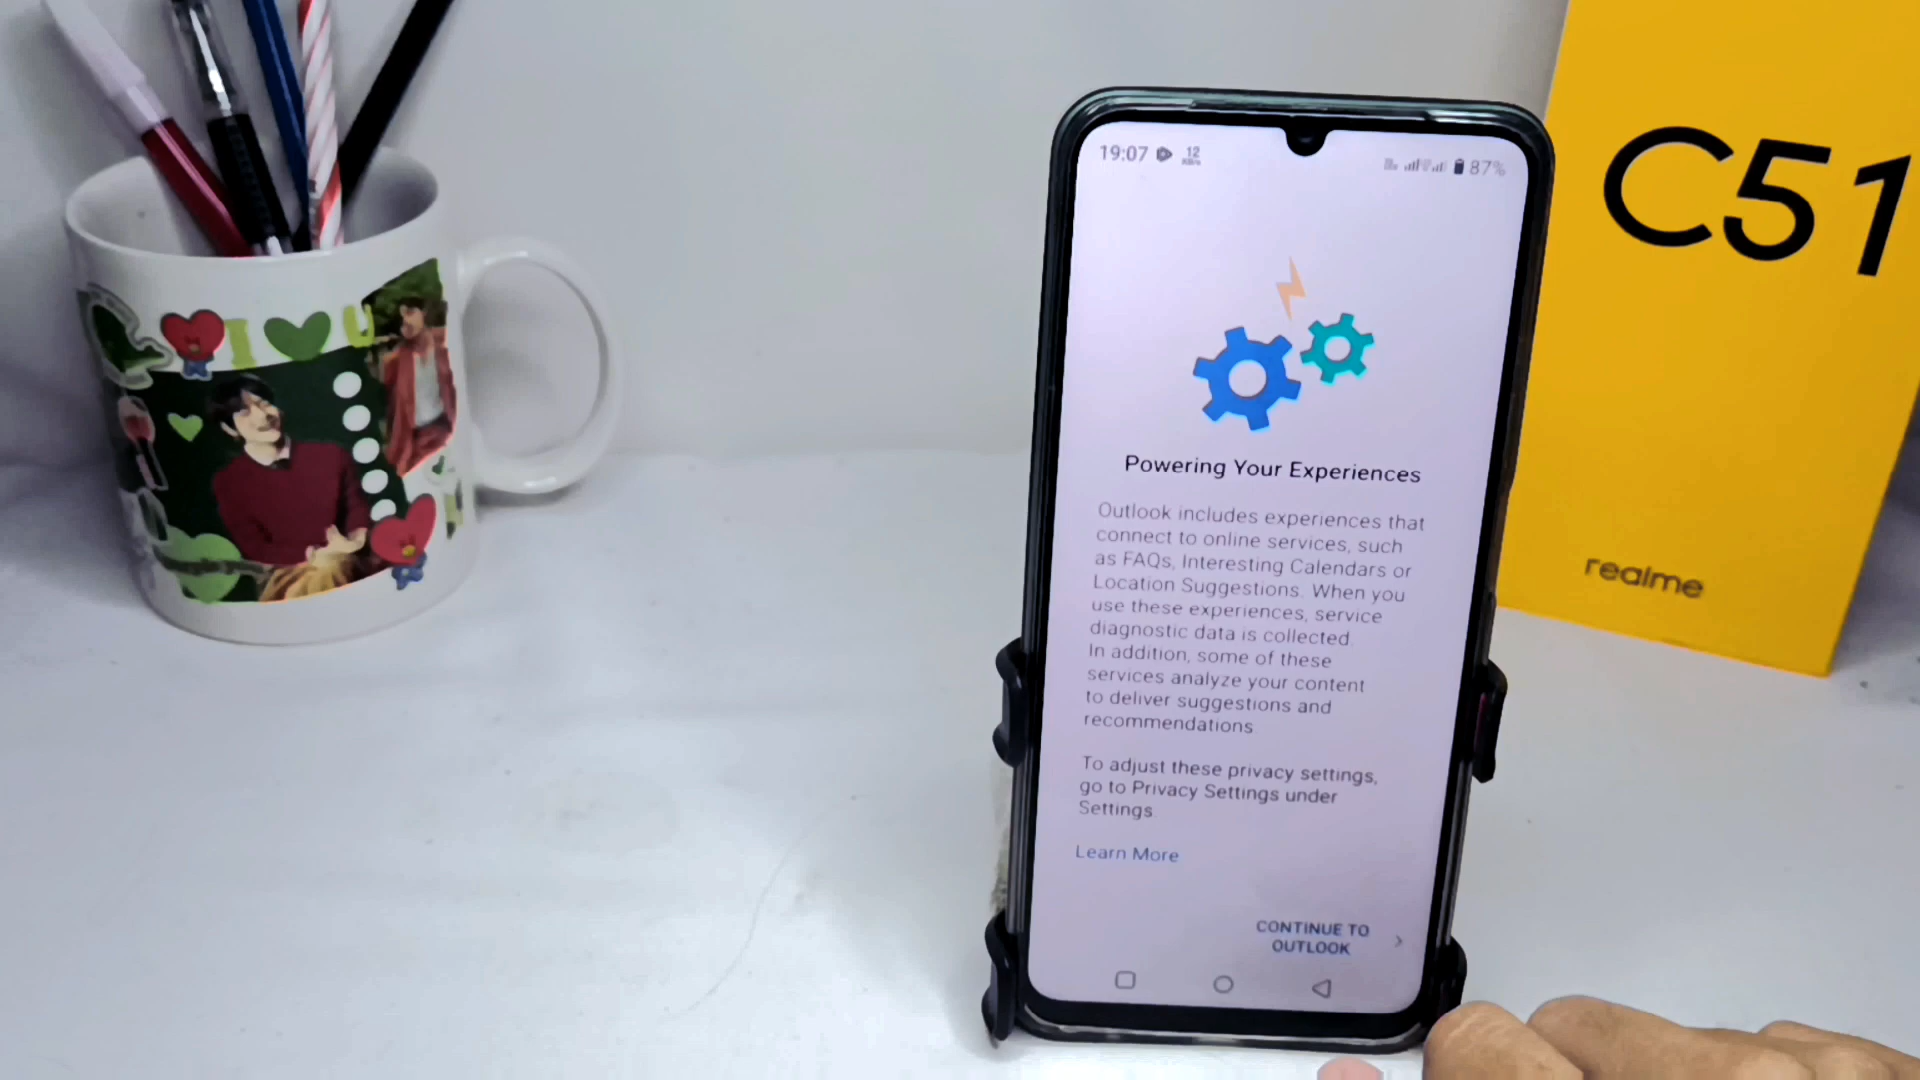 I U
19:07
12
KB/s
87%
Powering Your Experiences
Outlook includes experiences that
connect to online services, such
as FAQs, Interesting Calendars or
Location Suggestions. When you
use these experiences, service
diagnostic data is collected.
In addition, some of these
services analyze your content
to deliver suggestions and
recommendations.
To adjust these privacy settings,
go to Privacy Settings under
Settings.
Learn More
CONTINUE TO
OUTLOOK
C51
realme